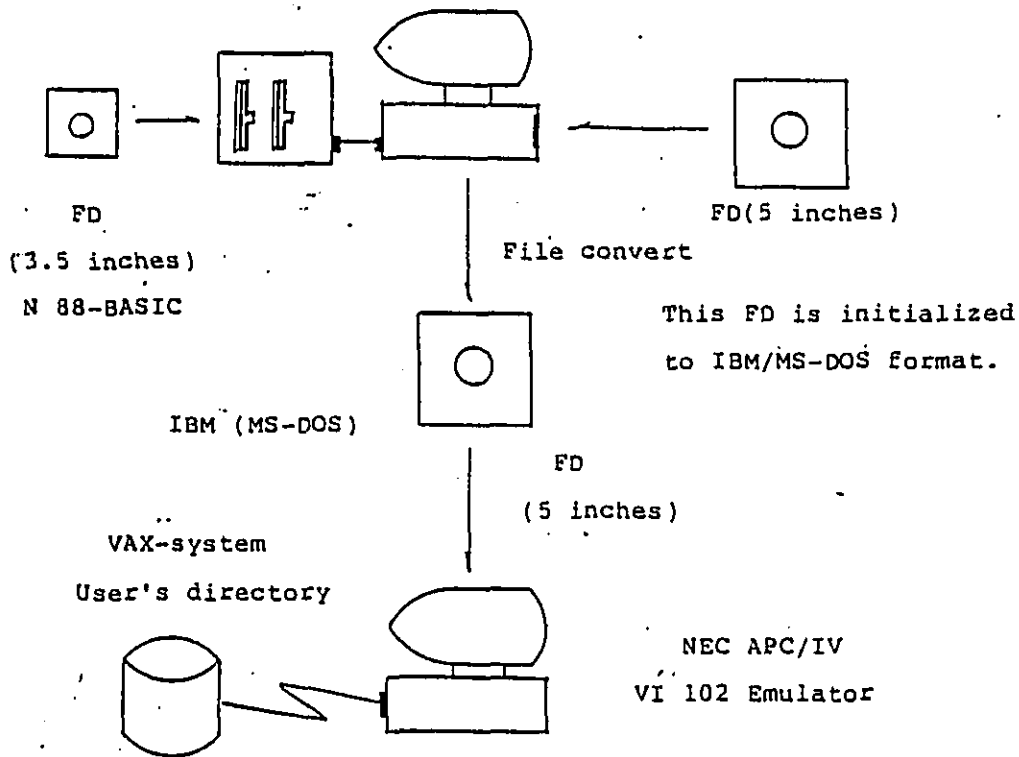 FD
(3.5 inches)
N 88-BASIC
FD(5 inches)
File convert
This FD is initialized
to IBM/MS-DOS format.
IBM (MS-DOS)
FD
(5 inches)
VAX-system
User's directory
NEC APC/IV
VI 102 Emulator